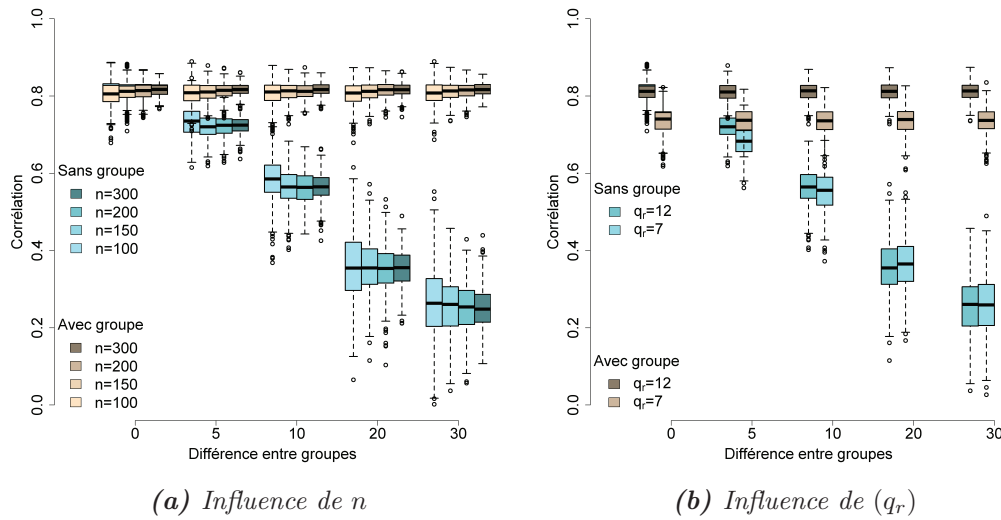 1.0
0.8
0.6
0.4
0.2
0.0
Corrélation
Sans groupe
n=300
n=200
n=150
n=100
Avec groupe
n=300
n=200
n=150
n=100
0 5 10 20 30
Différence entre groupes
(a) Influence de n
1.0
0.8
0.6
0.4
0.2
0.0
Corrélation
Sans groupe
qr=12
qr=7
Avec groupe
qr=12
qr=7
0 5 10 20 30
Différence entre groupes
(b) Influence de (qr)